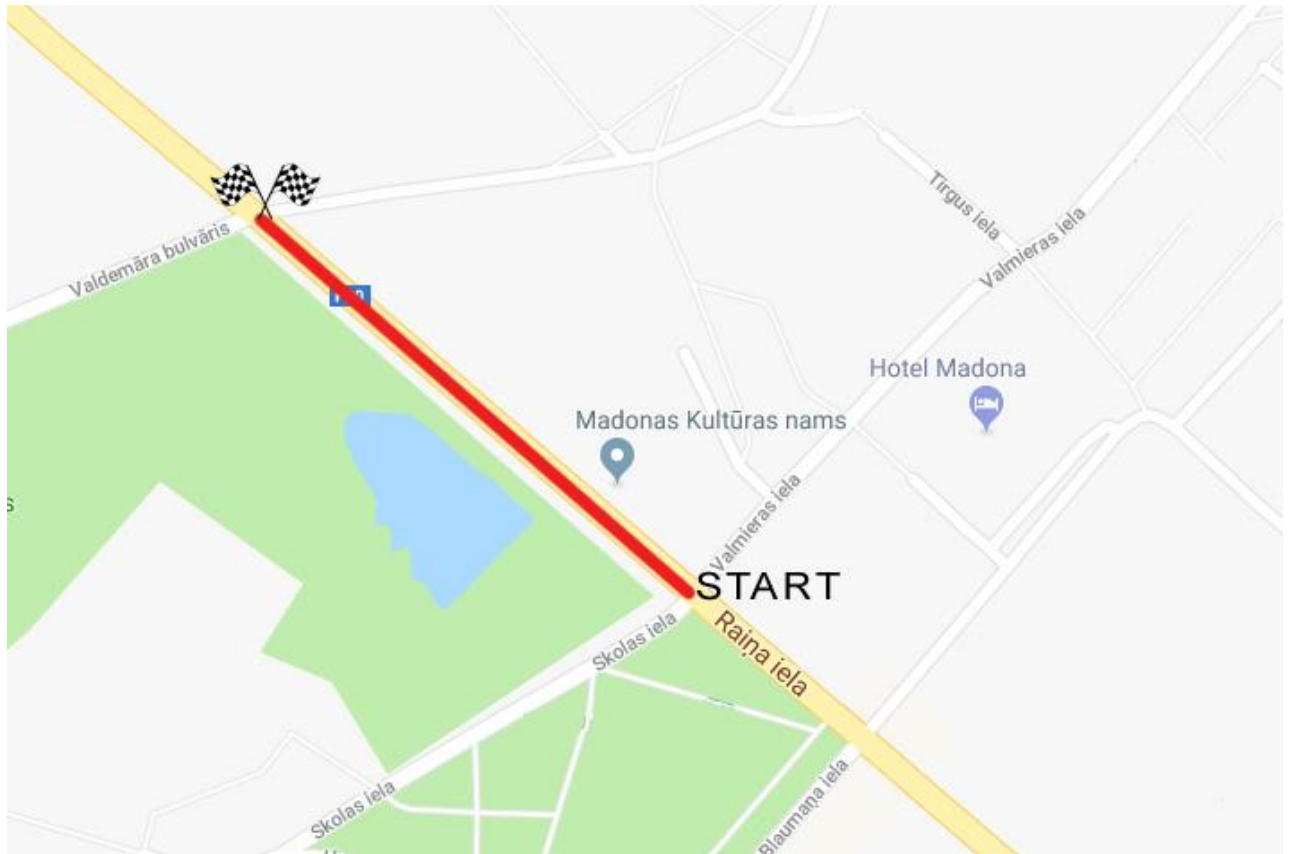 Tirgus iela
Valmieras iela
Valdemāra bulvāris
Hotel Madona
Madonas Kultūras nams
s
Valmieras iela
START
Skolas iela
Raiņa iela
Skolas iela
Blaumaņa iela